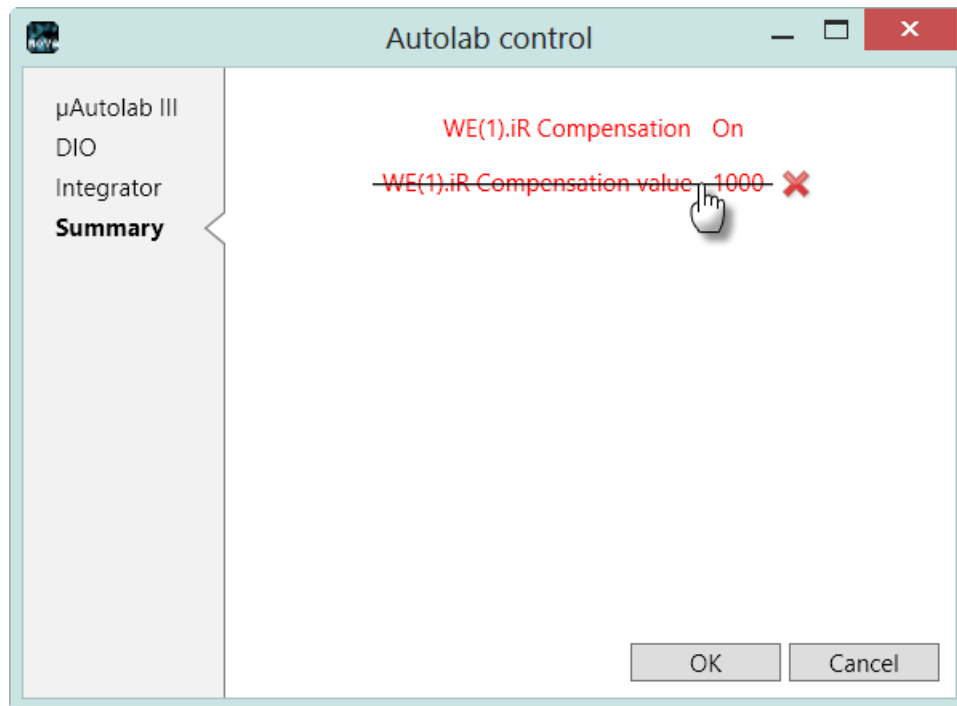 Autolab control
µAutolab III
DIO
Integrator
Summary
WE(1).iR Compensation On
WE(1).iR Compensation value 1000
OK Cancel